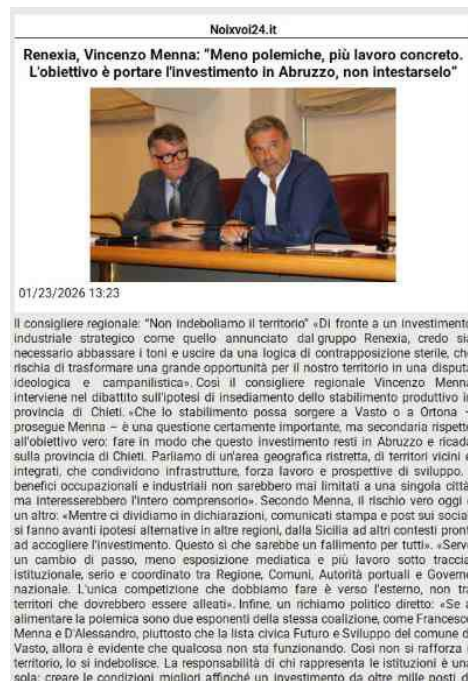 Noixvoi24.it
Renexia, Vincenzo Menna: "Meno polemiche, più lavoro concreto.
L'obiettivo è portare l'investimento in Abruzzo, non intestarselo"
01/23/2026 13:23
Il consigliere regionale: "Non indeboliamo il territorio" «Di fronte a un investimento
industriale strategico come quello annunciato dal gruppo Renexia, credo sia
necessario abbassare i toni e uscire da una logica di contrapposizione sterile, che
rischia di trasformare una grande opportunità per il nostro territorio in una disputa
ideologica e campanilistica». Così il consigliere regionale Vincenzo Menna
interviene nel dibattito sull'ipotesi di insediamento dello stabilimento produttivo in
provincia di Chieti. «Che lo stabilimento possa sorgere a Vasto o a Ortona –
prosegue Menna – è una questione certamente importante, ma secondaria rispetto
all'obiettivo vero: fare in modo che questo investimento resti in Abruzzo e ricada
sulla provincia di Chieti. Parliamo di un'area geografica ristretta, di territori vicini e
integrati, che condividono infrastrutture, forza lavoro e prospettive di sviluppo. I
benefici occupazionali e industriali non sarebbero mai limitati a una singola città,
ma interesserebbero l'intero comprensorio». Secondo Menna, il rischio vero oggi è
un altro: «Mentre ci dividiamo in dichiarazioni, comunicati stampa e post sui social,
si fanno avanti ipotesi alternative in altre regioni, dalla Sicilia ad altri contesti pronti
ad accogliere l'investimento. Questo sì che sarebbe un fallimento per tutti». «Serve
un cambio di passo, meno esposizione mediatica e più lavoro sotto traccia,
istituzionale, serio e coordinato tra Regione, Comuni, Autorità portuali e Governo
nazionale. L'unica competizione che dobbiamo fare è verso l'esterno, non tra
territori che dovrebbero essere alleati». Infine, un richiamo politico diretto: «Se a
alimentare la polemica sono due esponenti della stessa coalizione, come Francesco
Menna e D'Alessandro, piuttosto che la lista civica Futuro e Sviluppo del comune di
Vasto, allora è evidente che qualcosa non sta funzionando. Così non si rafforza il
territorio, lo si indebolisce. La responsabilità di chi rappresenta le istituzioni è una
sola: creare le condizioni migliori affinché un investimento da oltre mille posti di